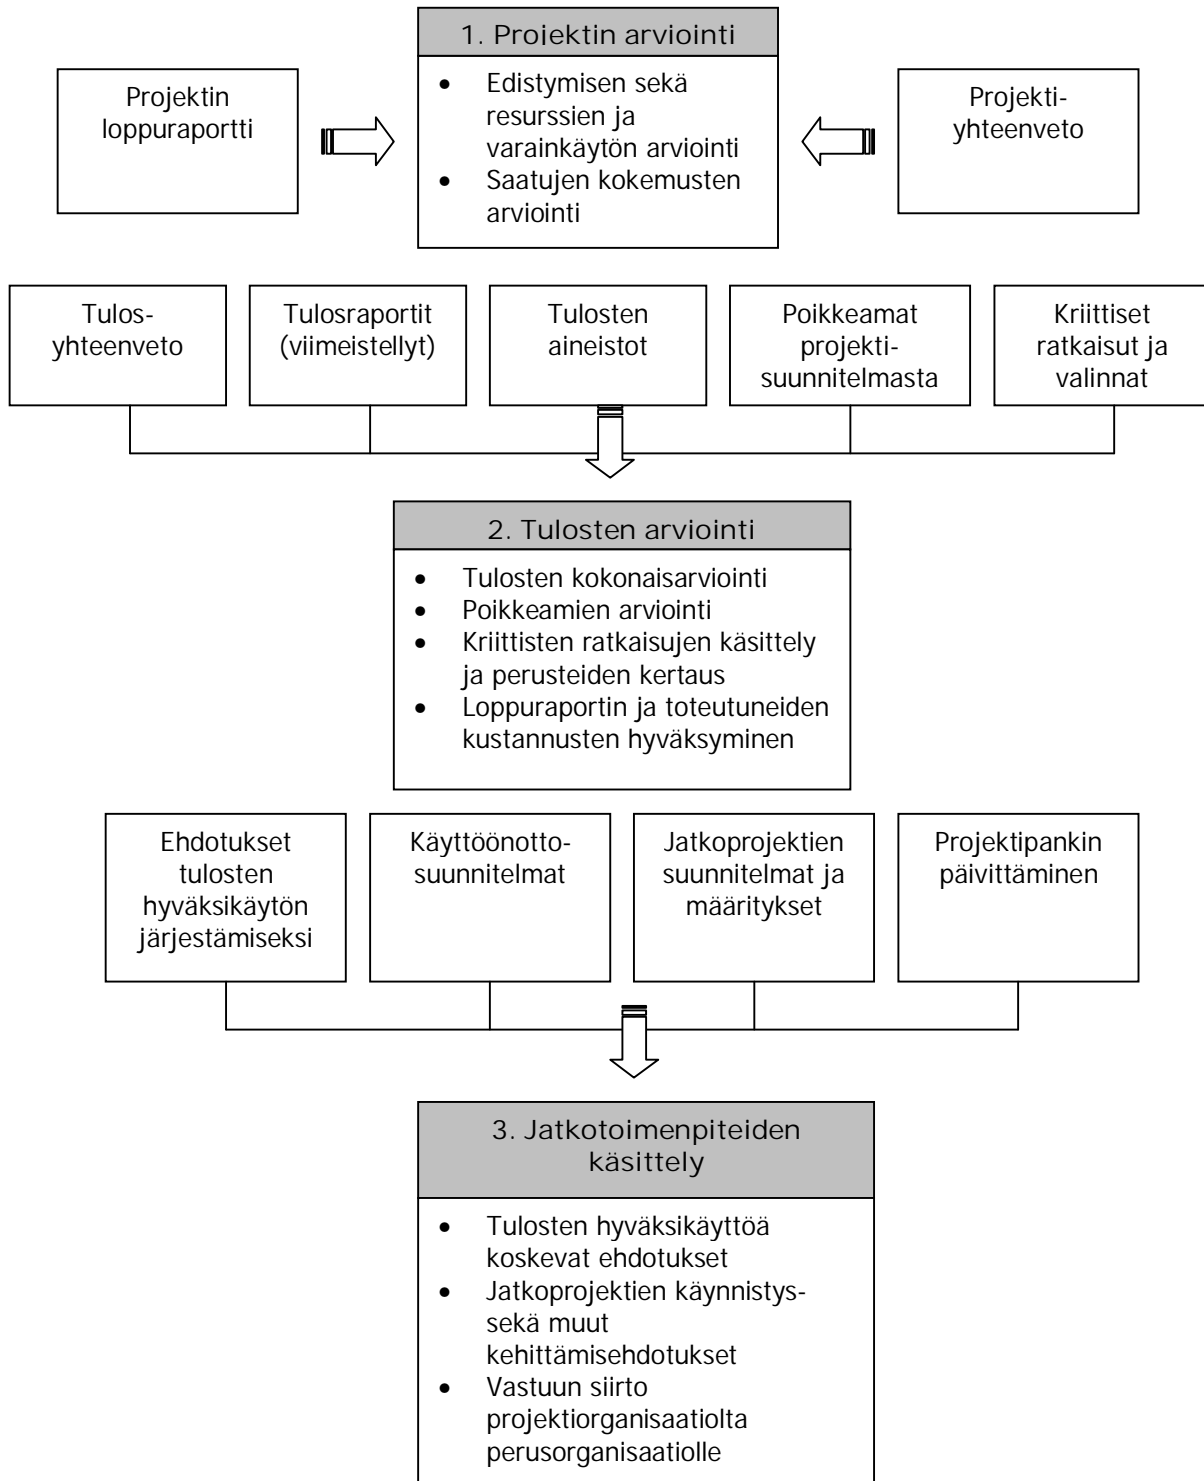 1. Projektin arviointi
• Edistymisen sekä
resurssien ja
varainkäytön arviointi
• Saatujen kokemusten
arviointi
Projektin
loppuraportti
Projekti-
yhteenveto
Tulos-
yhteenveto
Tulosraportit
(viimeistellyt)
Tulosten
aineistot
Poikkeamat
projekti-
suunnitelmasta
Kriittiset
ratkaisut ja
valinnat
2. Tulosten arviointi
• Tulosten kokonaisarviointi
• Poikkeamien arviointi
• Kriittisten ratkaisujen käsittely
ja perusteiden kertaus
• Loppuraportin ja toteutuneiden
kustannusten hyväksyminen
Ehdotukset
tulosten
hyväksikäytön
järjestämiseksi
Käyttöönotto-
suunnitelmat
Jatkoprojektien
suunnitelmat ja
määritykset
Projektipankin
päivittäminen
3. Jatkotoimenpiteiden
käsittely
• Tulosten hyväksikäyttöä
koskevat ehdotukset
• Jatkoprojektien käynnistys-
sekä muut
kehittämisehdotukset
• Vastuun siirto
projektiorganisaatiolta
perusorganisaatiolle